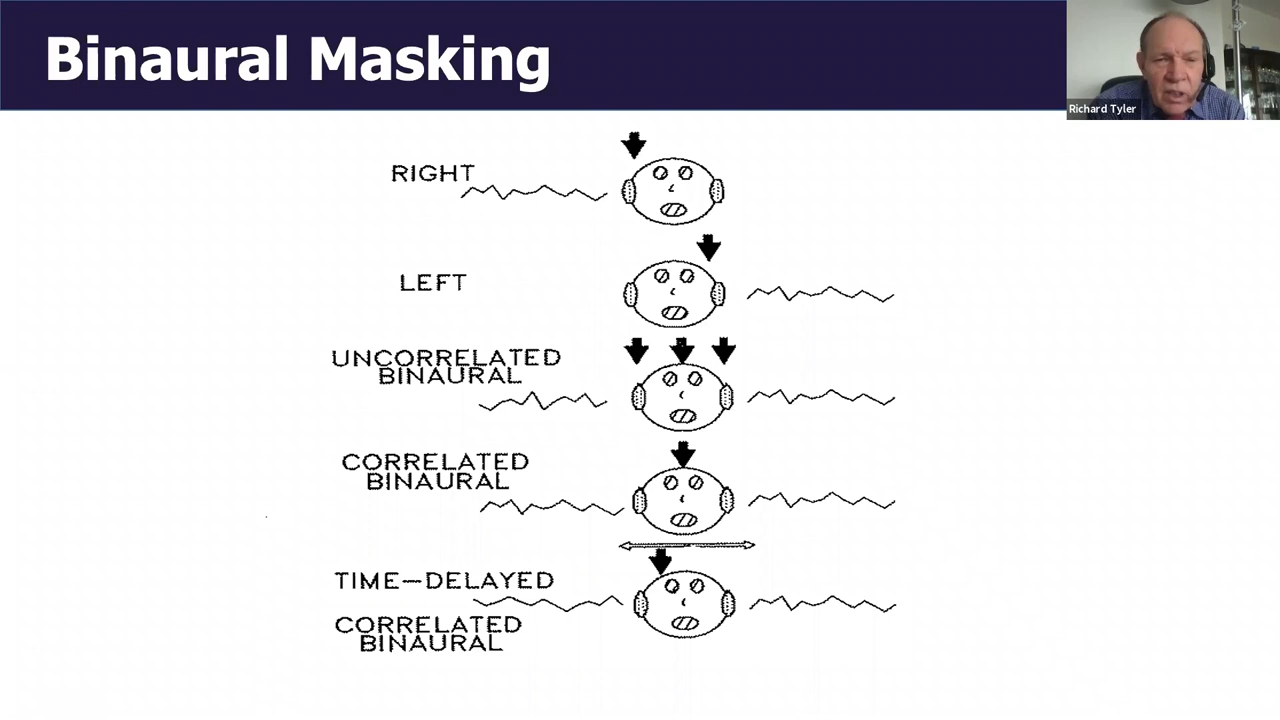 Binaural Masking
Richard Tyler
RIGHT
LEFT
UNCORRELATED
BINAURAL
CORRELATED
BINAURAL
TIME-DELAYED
CORRELATED
BINAURAL